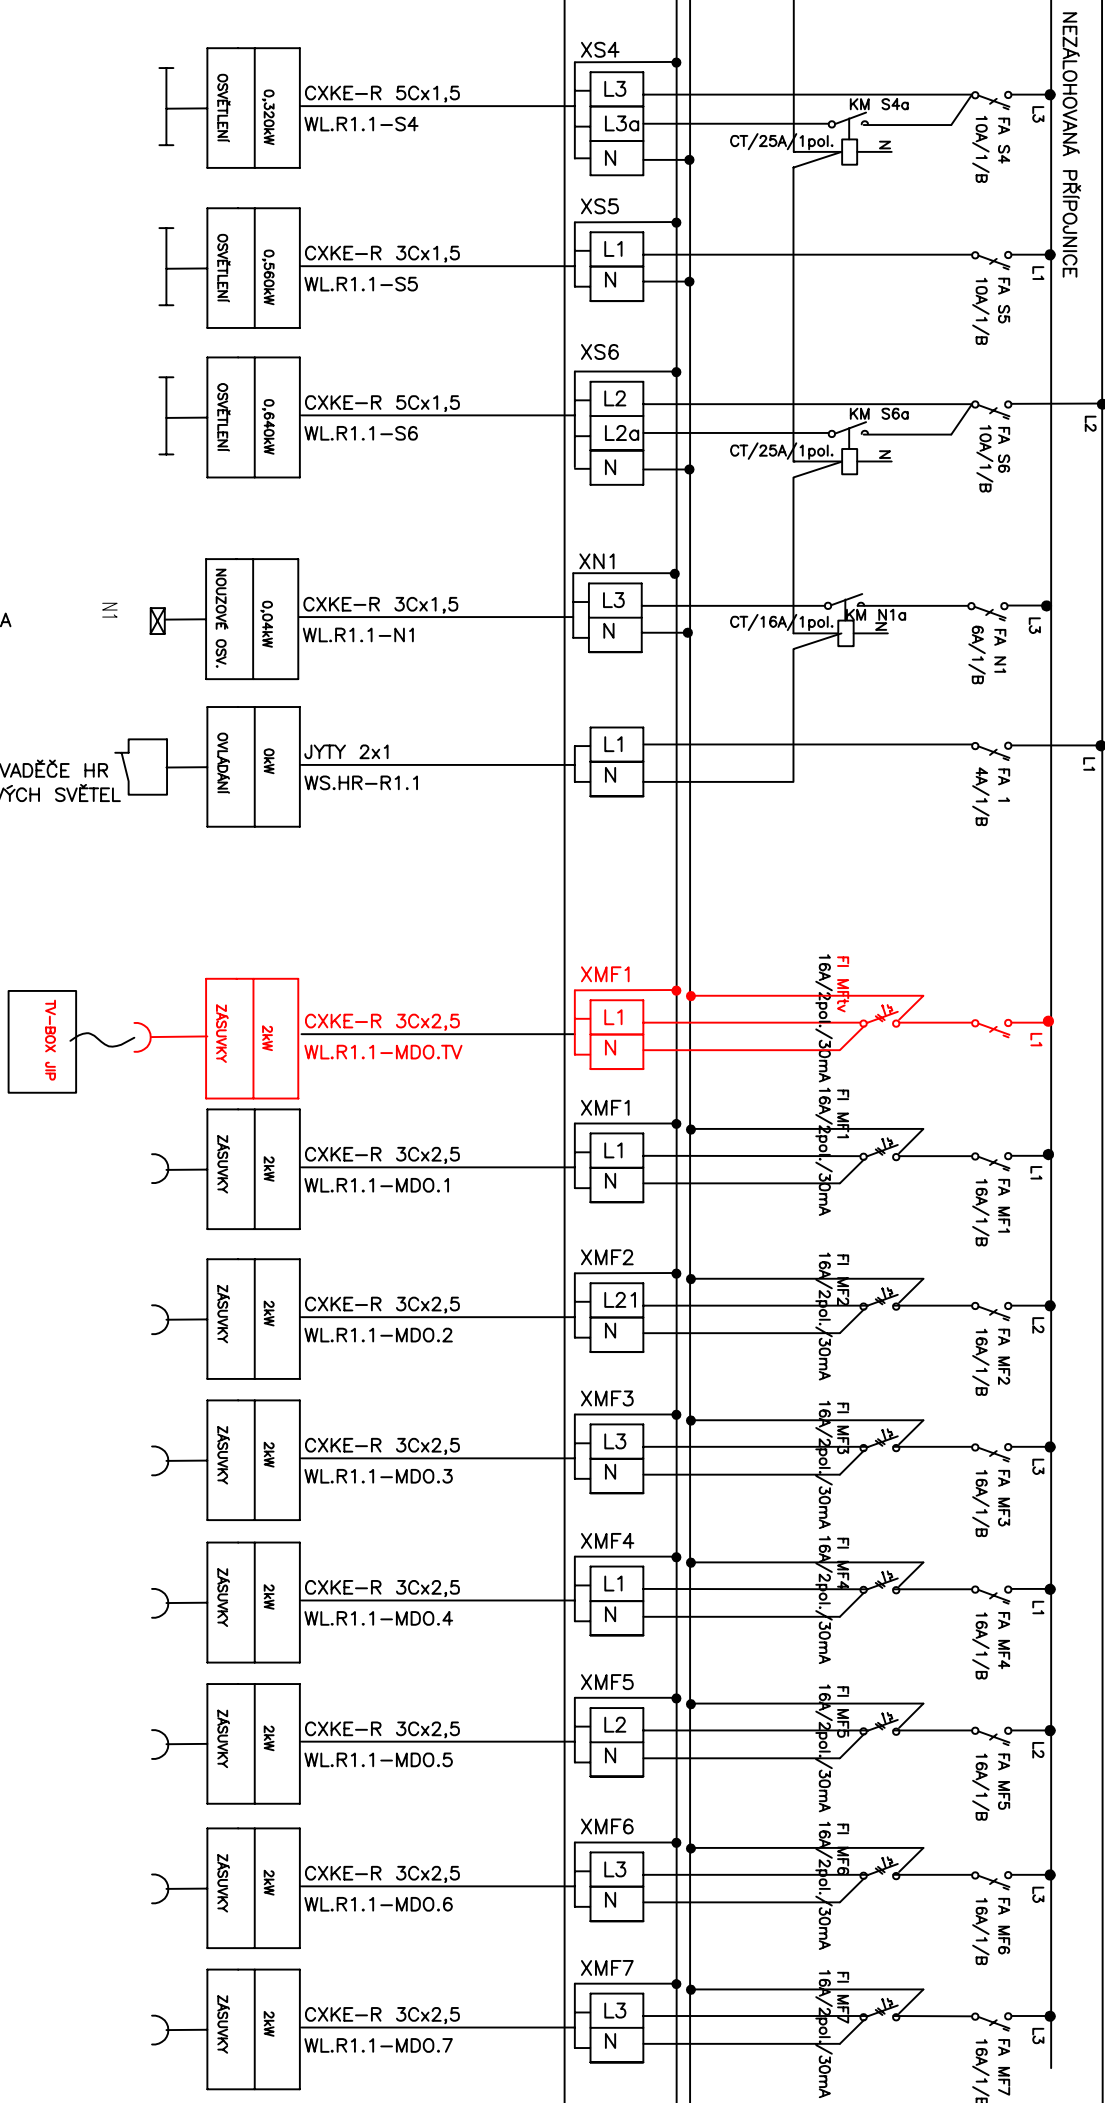 NEZÁLOHOVANÁ PŘÍPOJNICE
XS4
OSVĚTLENÍ
0,320kW
CXKE-R 5Cx1,5
WL.R1.1-S4
L3
L3a
N
KM S4a
CT/25A/1pol.
N
FA S4
10A/1/B
L3
XS5
OSVĚTLENÍ
0,560kW
CXKE-R 3Cx1,5
WL.R1.1-S5
L1
N
FA S5
10A/1/B
L1
XS6
OSVĚTLENÍ
0,640kW
CXKE-R 5Cx1,5
WL.R1.1-S6
L2
L2a
N
KM S6a
CT/25A/1pol.
N
FA S6
10A/1/B
L2
XN1
A
N1
NOUZOVÉ OSV.
0,04kW
CXKE-R 3Cx1,5
WL.R1.1-N1
L3
N
CT/16A/1pol.
KM N1a
N
FA N1
6A/1/B
L3
VADĚČE HR
VÝCH SVĚTEL
OVLÁDÁNÍ
0kW
JYTY 2x1
WS.HR-R1.1
L1
N
FA 1
4A/1/B
L1
XMF1
TV-BOX JIP
ZÁSUVKY
2kW
CXKE-R 3Cx2,5
WL.R1.1-MDO.TV
L1
N
FI MFtv
16A/2pol./30mA
L1
XMF1
ZÁSUVKY
2kW
CXKE-R 3Cx2,5
WL.R1.1-MDO.1
L1
N
FI MF1
16A/2pol./30mA
FA MF1
16A/1/B
L1
XMF2
ZÁSUVKY
2kW
CXKE-R 3Cx2,5
WL.R1.1-MDO.2
L21
N
FI MF2
16A/2pol./30mA
FA MF2
16A/1/B
L2
XMF3
ZÁSUVKY
2kW
CXKE-R 3Cx2,5
WL.R1.1-MDO.3
L3
N
FI MF3
16A/2pol./30mA
FA MF3
16A/1/B
L3
XMF4
ZÁSUVKY
2kW
CXKE-R 3Cx2,5
WL.R1.1-MDO.4
L1
N
FI MF4
16A/2pol./30mA
FA MF4
16A/1/B
L1
XMF5
ZÁSUVKY
2kW
CXKE-R 3Cx2,5
WL.R1.1-MDO.5
L2
N
FI MF5
16A/2pol./30mA
FA MF5
16A/1/B
L2
XMF6
ZÁSUVKY
2kW
CXKE-R 3Cx2,5
WL.R1.1-MDO.6
L3
N
FI MF6
16A/2pol./30mA
FA MF6
16A/1/B
L3
XMF7
ZÁSUVKY
2kW
CXKE-R 3Cx2,5
WL.R1.1-MDO.7
L3
N
FI MF7
16A/2pol./30mA
FA MF7
16A/1/B
L3